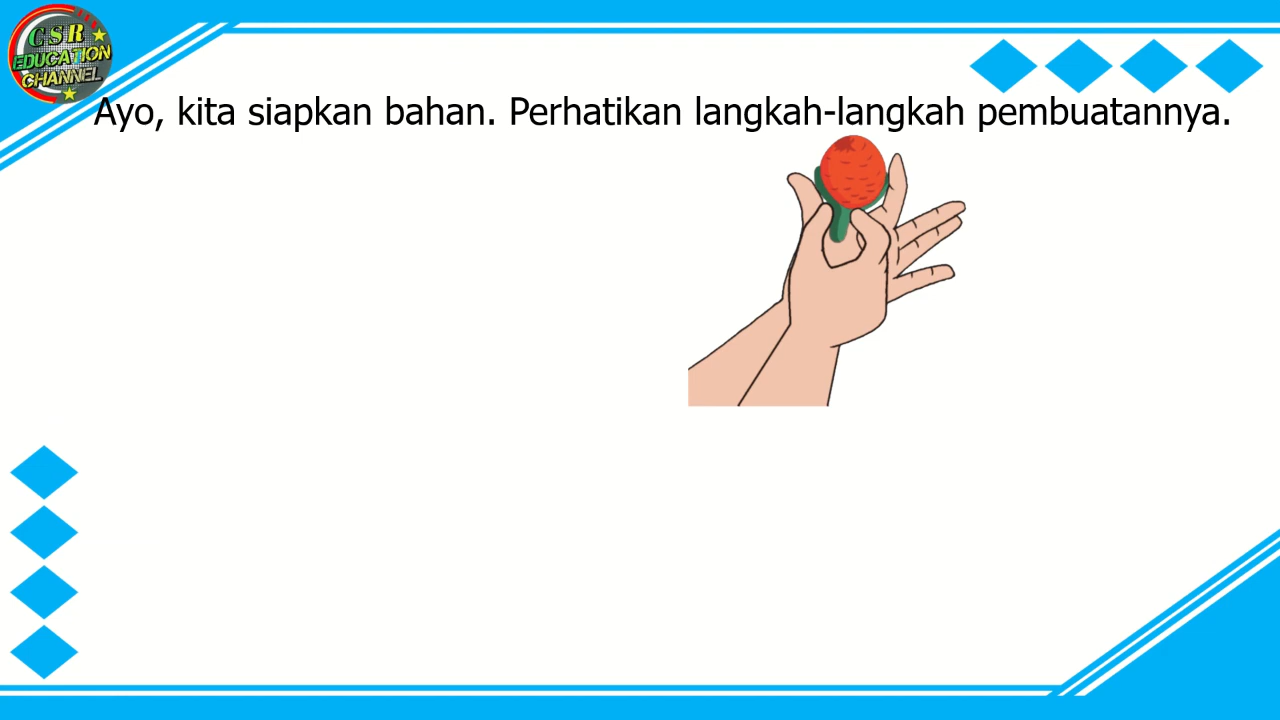 CSR
EDUCATION
CHANNEL
Ayo, kita siapkan bahan. Perhatikan langkah-langkah pembuatannya.